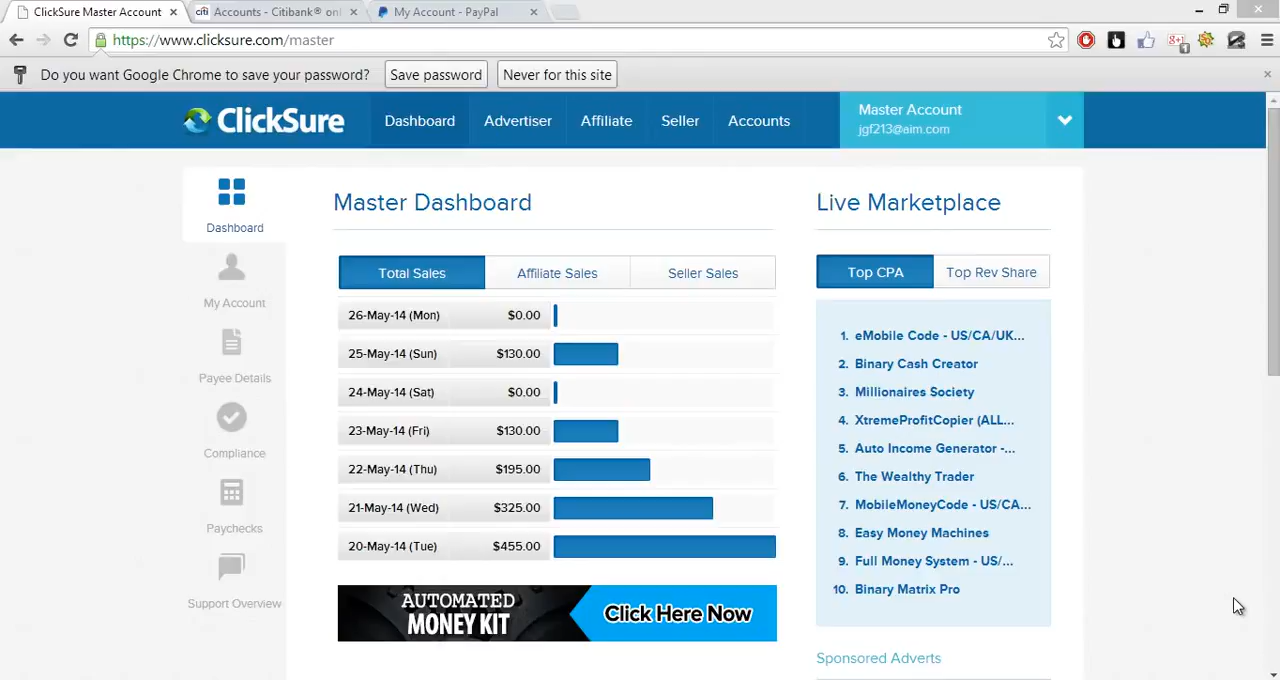 ClickSure Master Account
Accounts - Citibank® onl
My Account - PayPal
https://www.clicksure.com/master
Do you want Google Chrome to save your password?
Save password
Never for this site
ClickSure
Dashboard
Advertiser
Affiliate
Seller
Accounts
Master Account
jgf213@aim.com
Dashboard
My Account
Payee Details
Compliance
Paychecks
Support Overview
Master Dashboard
Total Sales
Affiliate Sales
Seller Sales
26-May-14 (Mon) $0.00
25-May-14 (Sun) $130.00
24-May-14 (Sat) $0.00
23-May-14 (Fri) $130.00
22-May-14 (Thu) $195.00
21-May-14 (Wed) $325.00
20-May-14 (Tue) $455.00
AUTOMATED
MONEY KIT
Click Here Now
Live Marketplace
Top CPA
Top Rev Share
1. eMobile Code - US/CA/UK...
2. Binary Cash Creator
3. Millionaires Society
4. XtremeProfitCopier (ALL...
5. Auto Income Generator -...
6. The Wealthy Trader
7. MobileMoneyCode - US/CA...
8. Easy Money Machines
9. Full Money System - US/...
10. Binary Matrix Pro
Sponsored Adverts